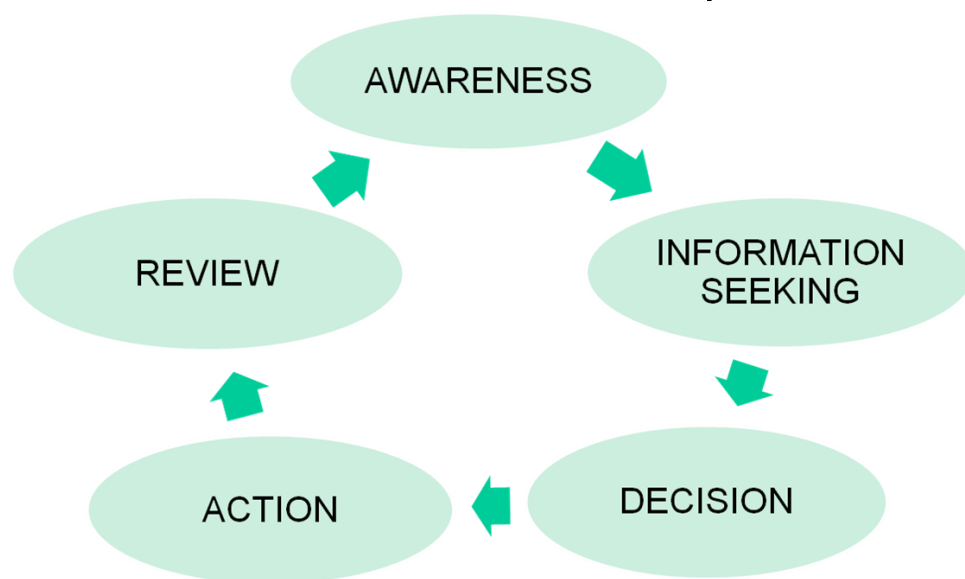 AWARENESS
INFORMATION
SEEKING
DECISION
ACTION
REVIEW